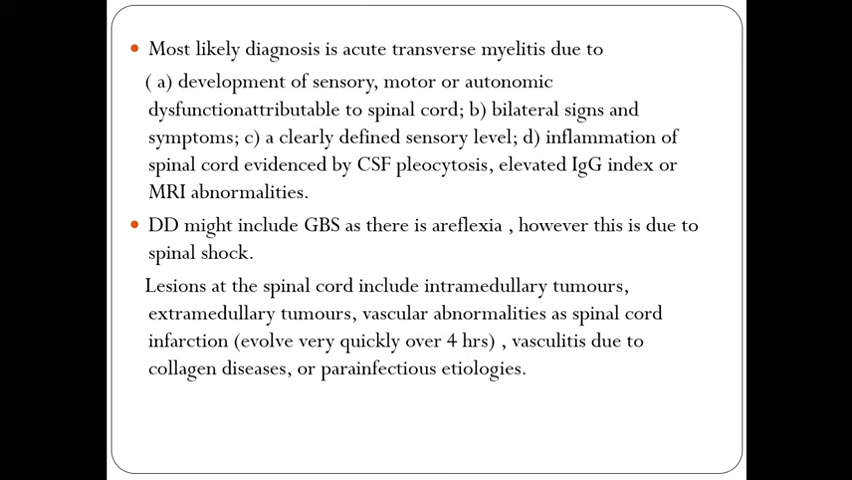 Most likely diagnosis is acute transverse myelitis due to
( a) development of sensory, motor or autonomic
dysfunctionattributable to spinal cord; b) bilateral signs and
symptoms; c) a clearly defined sensory level; d) inflammation of
spinal cord evidenced by CSF pleocytosis, elevated IgG index or
MRI abnormalities.
DD might include GBS as there is areflexia , however this is due to
spinal shock.
Lesions at the spinal cord include intramedullary tumours,
extramedullary tumours, vascular abnormalities as spinal cord
infarction (evolve very quickly over 4 hrs) , vasculitis due to
collagen diseases, or parainfectious etiologies.